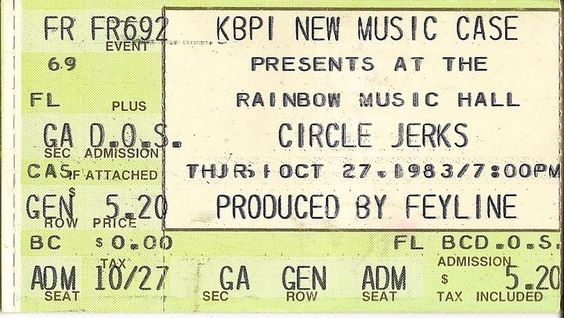 FR FR692 KBPI NEW MUSIC CASE
EVENT
69 PRESENTS AT THE
FL PLUS RAINBOW MUSIC HALL
GA D.O.S. CIRCLE JERKS
SEC ADMISSION
CAS IF ATTACHED THURS OCT 27.1983/7:00PM
GEN 5.20 PRODUCED BY FEYLINE
ROW PRICE
BC $ 0.00 FL BCD.O.S.
TAX ADMISSION
ADM 10/27 GA GEN ADM $ 5.20
SEAT SEC ROW SEAT TAX INCLUDED